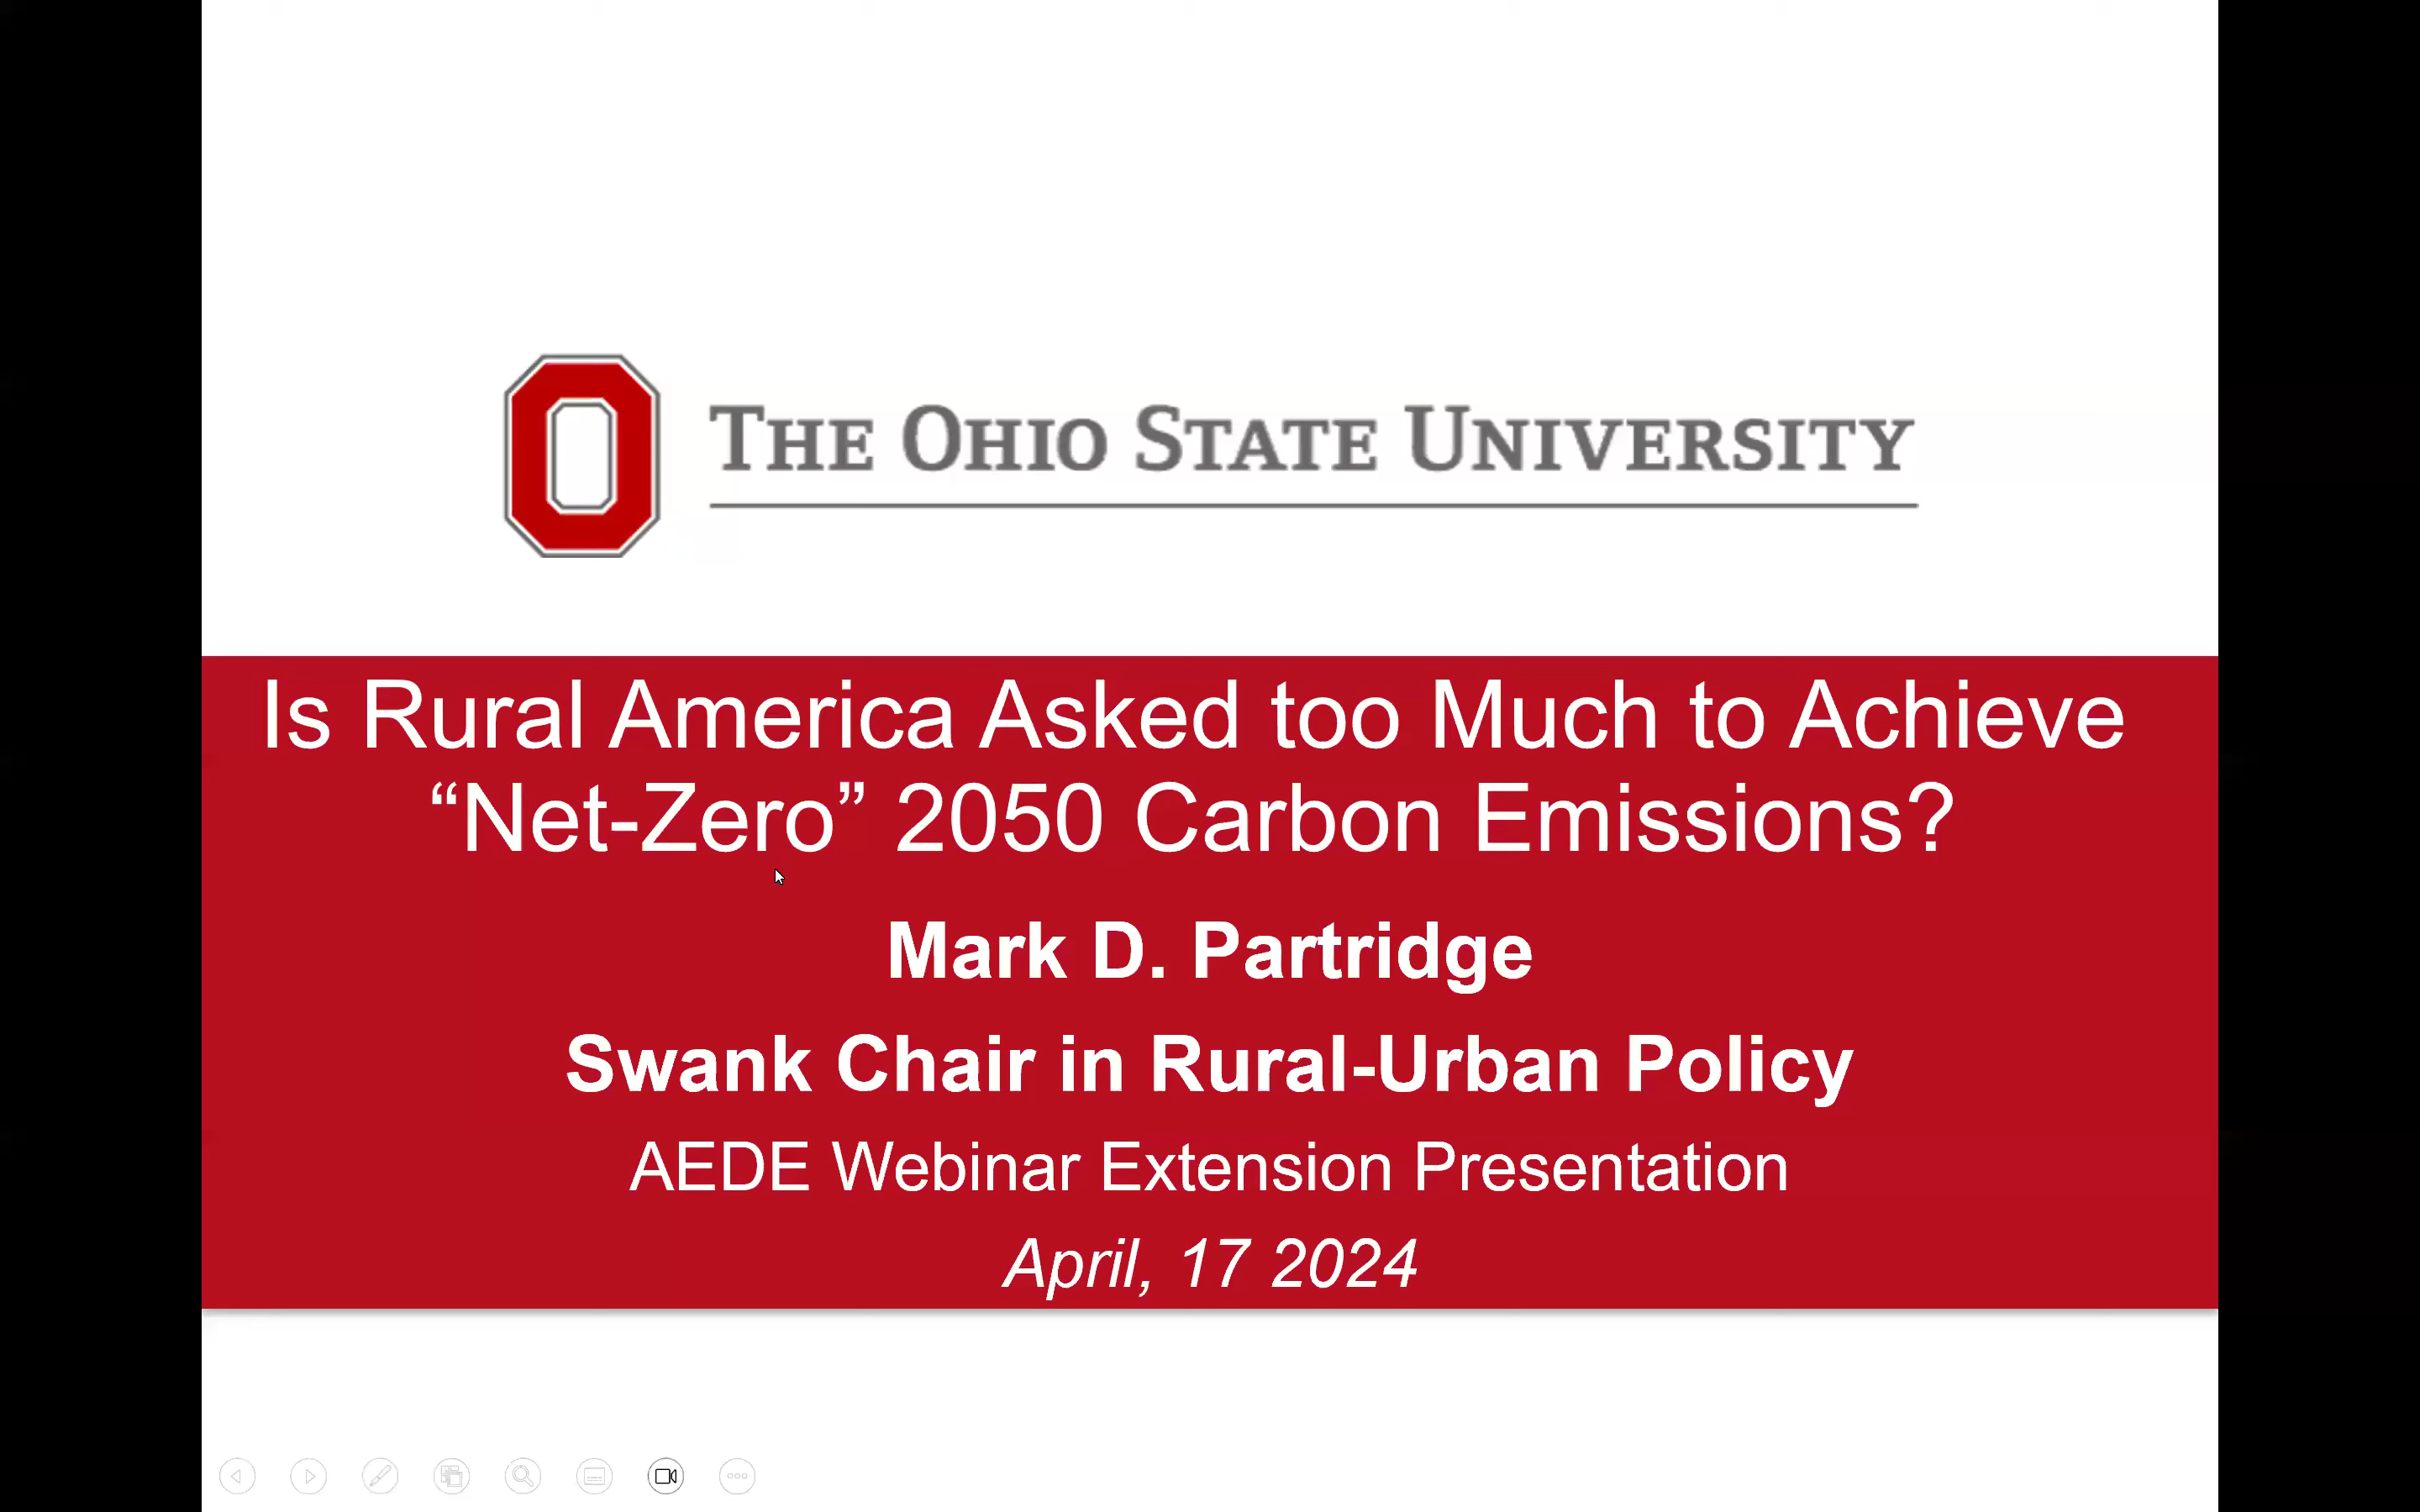 THE OHIO STATE UNIVERSITY
Is Rural America Asked too Much to Achieve
“Net-Zero” 2050 Carbon Emissions?
Mark D. Partridge
Swank Chair in Rural-Urban Policy
AEDE Webinar Extension Presentation
April, 17 2024